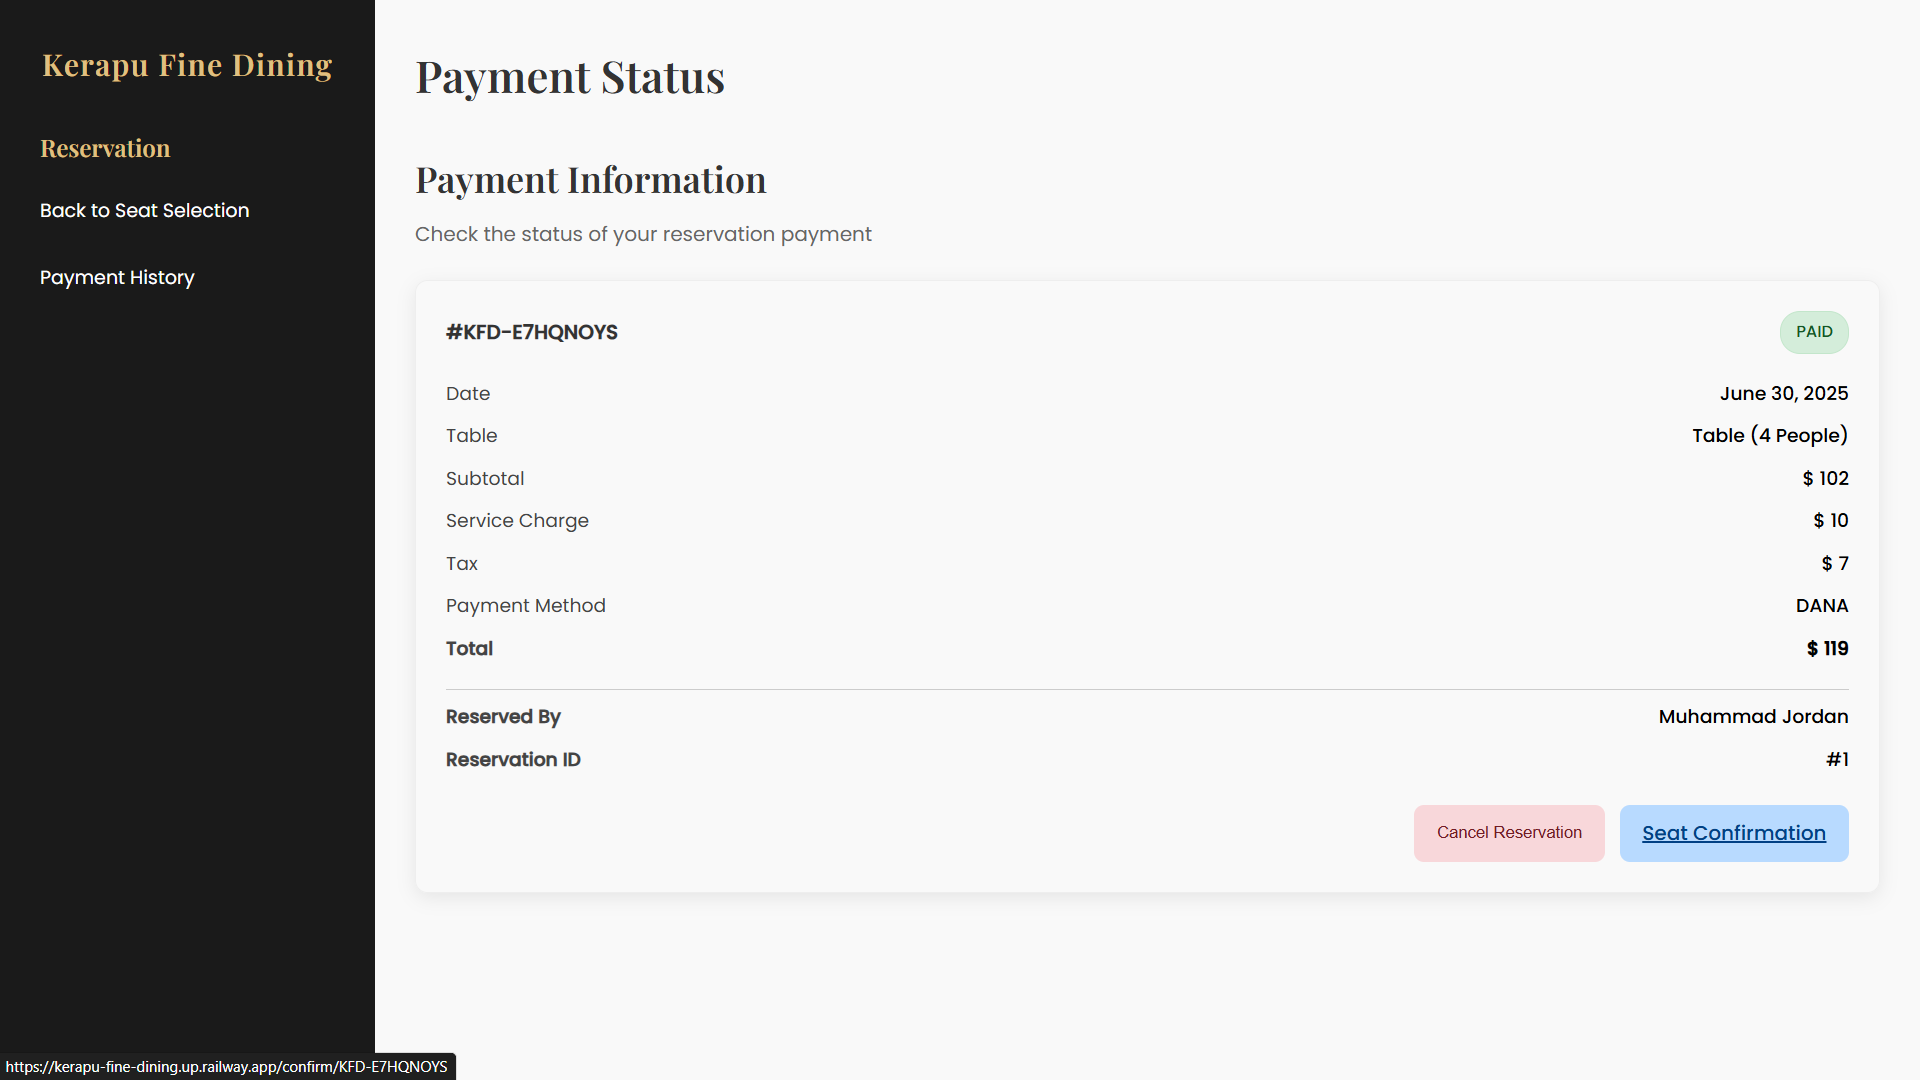 Kerapu Fine Dining
Reservation
Back to Seat Selection
Payment History
Payment Status
Payment Information
Check the status of your reservation payment
#KFD-E7HQNOYS
PAID
Date June 30, 2025
Table Table (4 People)
Subtotal $ 102
Service Charge $ 10
Tax $ 7
Payment Method DANA
Total $ 119
Reserved By Muhammad Jordan
Reservation ID #1
Cancel Reservation Seat Confirmation
https://kerapu-fine-dining.up.railway.app/confirm/KFD-E7HQNOYS